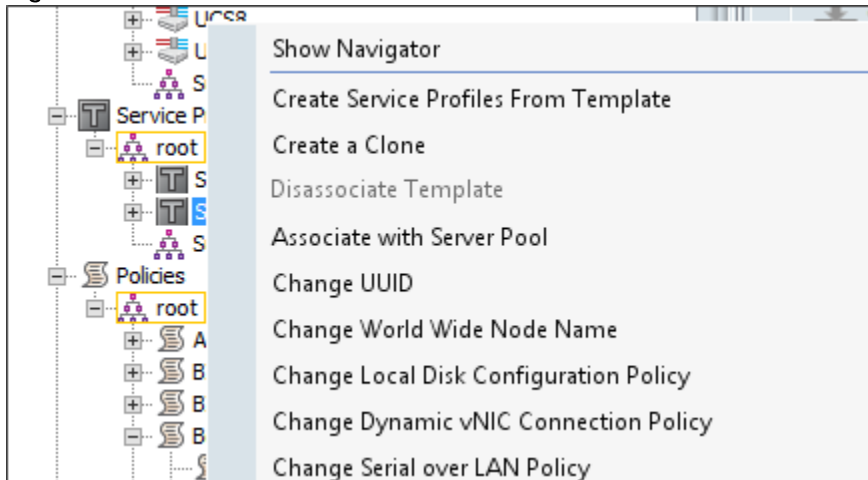 UCS8
U
Show Navigator
S
Create Service Profiles From Template
Service P
root
Create a Clone
S
Disassociate Template
S
Associate with Server Pool
S
Policies
Change UUID
root
Change World Wide Node Name
A
B
Change Local Disk Configuration Policy
B
Change Dynamic vNIC Connection Policy
B
Change Serial over LAN Policy